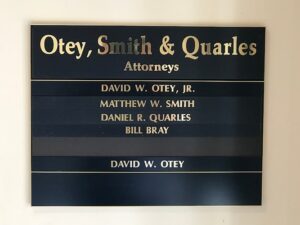 Otey, Smith & Quarles
Attorneys
DAVID W. OTEY, JR.
MATTHEW W. SMITH
DANIEL R. QUARLES
BILL BRAY
DAVID W. OTEY